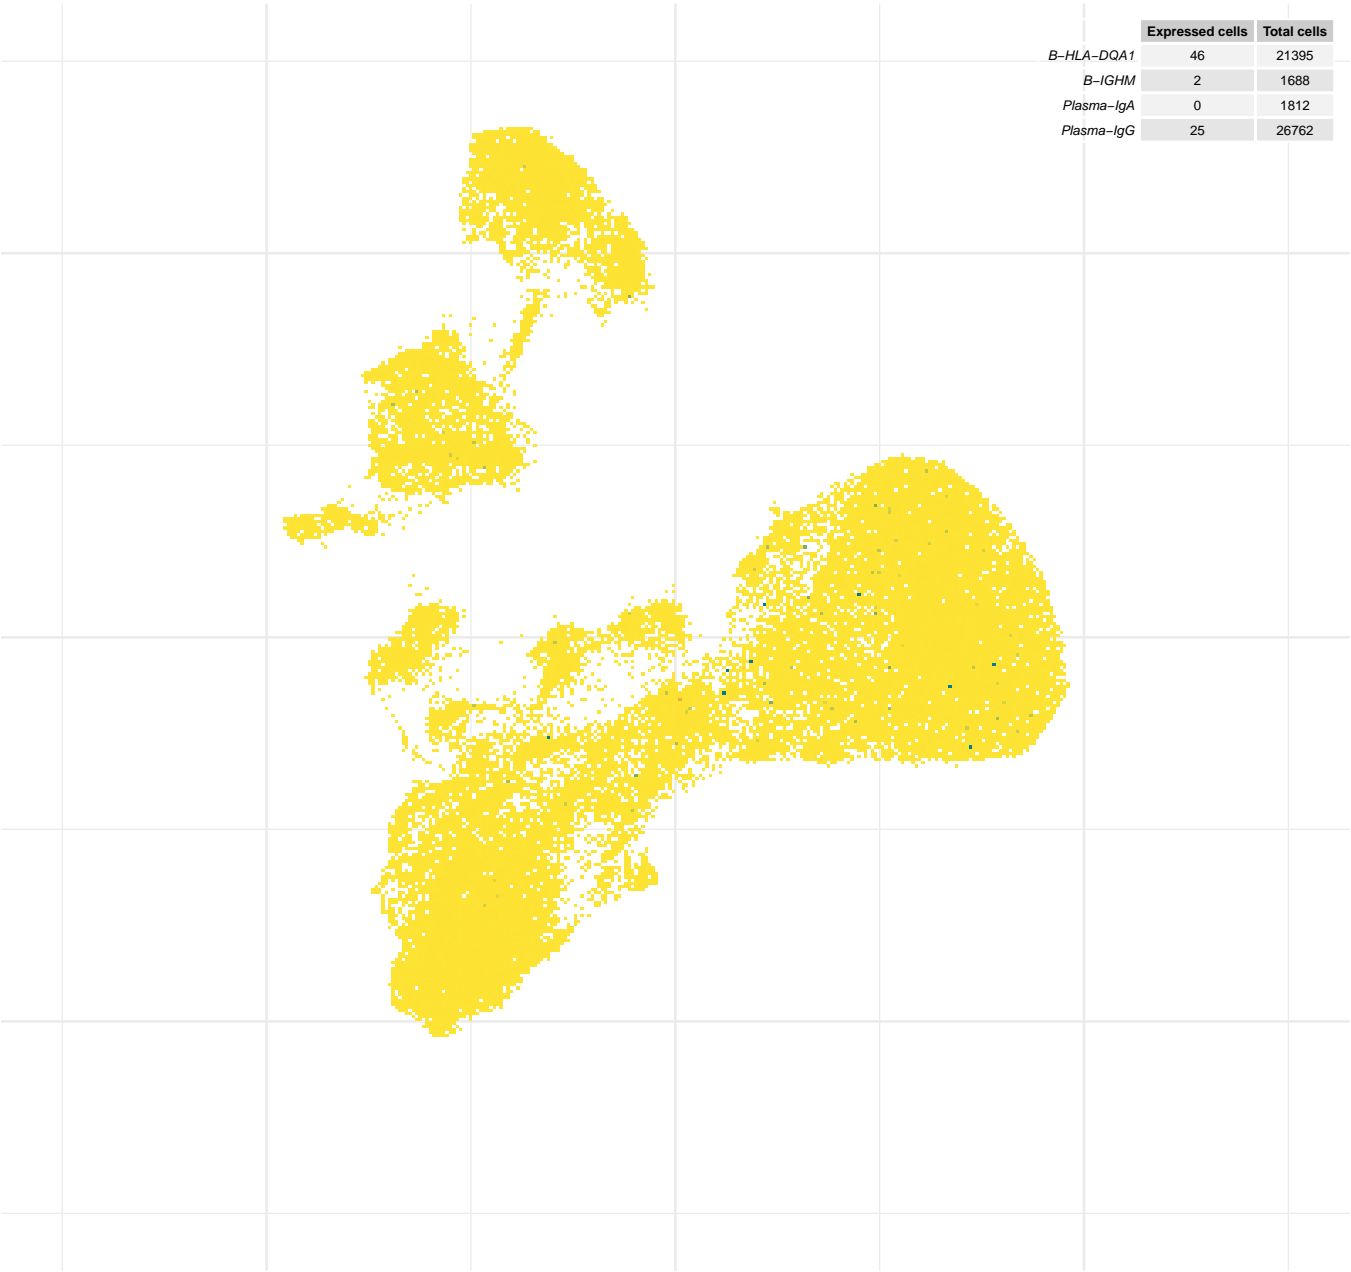 Expressed cells Total cells
B−HLA−DQA1 46 21395
B−IGHM 2 1688
Plasma−IgA 0 1812
Plasma−IgG 25 26762